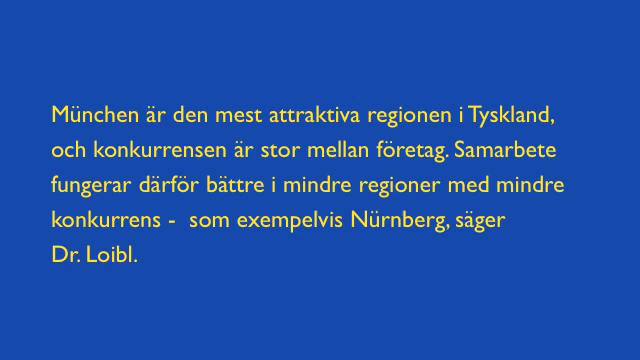 München är den mest attraktiva regionen i Tyskland,
och konkurrensen är stor mellan företag. Samarbete
fungerar därför bättre i mindre regioner med mindre
konkurrens -  som exempelvis Nürnberg, säger
Dr. Loibl.